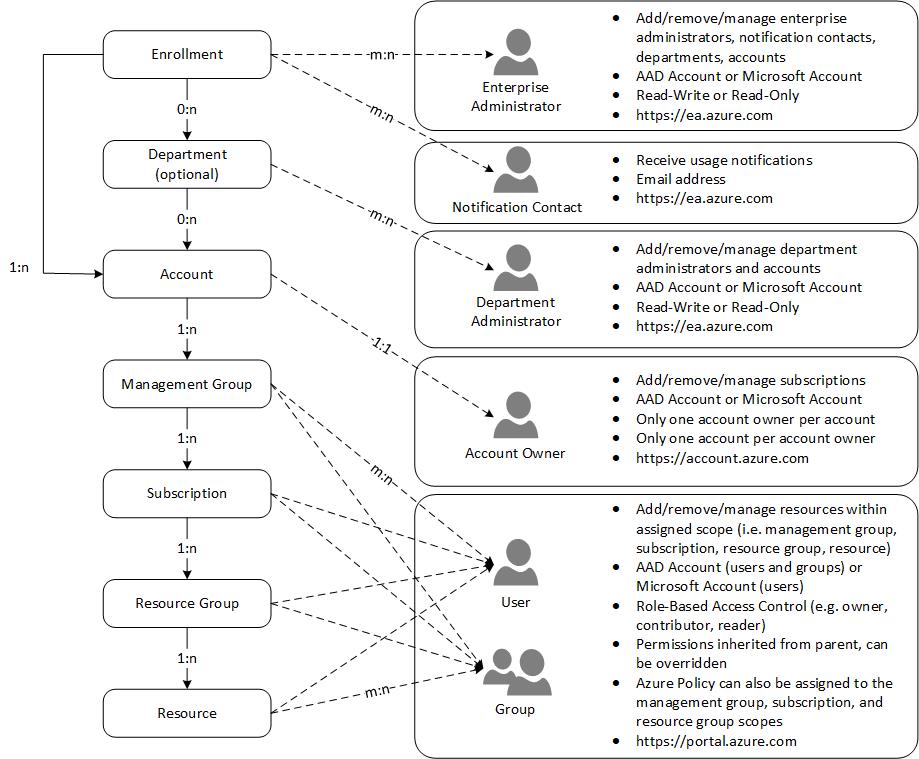 Enrollment
0:n
Department
(optional)
0:n
1:n
Account
1:n
Management Group
1:n
Subscription
1:n
Resource Group
1:n
Resource
m:n
m:n
m:n
1:1
m:n
m:n
Enterprise
Administrator
• Add/remove/manage enterprise
administrators, notification contacts,
departments, accounts
• AAD Account or Microsoft Account
• Read-Write or Read-Only
• https://ea.azure.com
Notification Contact
• Receive usage notifications
• Email address
• https://ea.azure.com
Department
Administrator
• Add/remove/manage department
administrators and accounts
• AAD Account or Microsoft Account
• Read-Write or Read-Only
• https://ea.azure.com
Account Owner
• Add/remove/manage subscriptions
• AAD Account or Microsoft Account
• Only one account owner per account
• Only one account per account owner
• https://account.azure.com
User
Group
• Add/remove/manage resources within
assigned scope (i.e. management group,
subscription, resource group, resource)
• AAD Account (users and groups) or
Microsoft Account (users)
• Role-Based Access Control (e.g. owner,
contributor, reader)
• Permissions inherited from parent, can
be overridden
• Azure Policy can also be assigned to the
management group, subscription, and
resource group scopes
• https://portal.azure.com